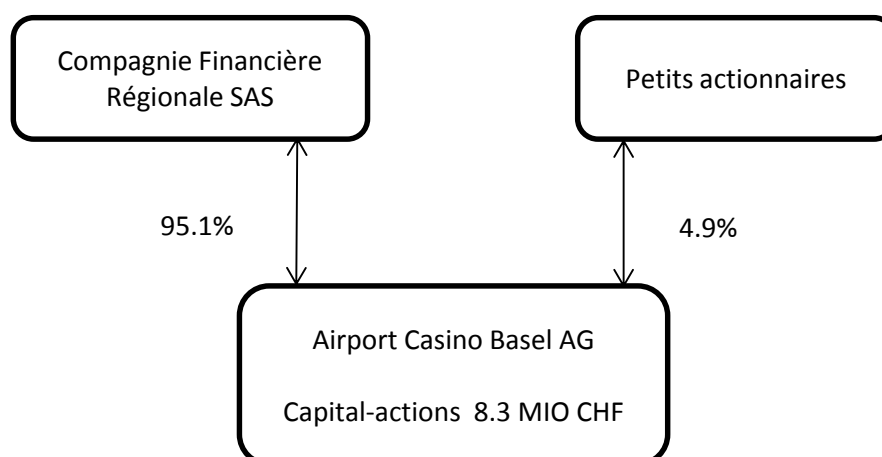 Compagnie Financière
Régionale SAS
Petits actionnaires
95.1%
4.9%
Airport Casino Basel AG
Capital-actions 8.3 MIO CHF